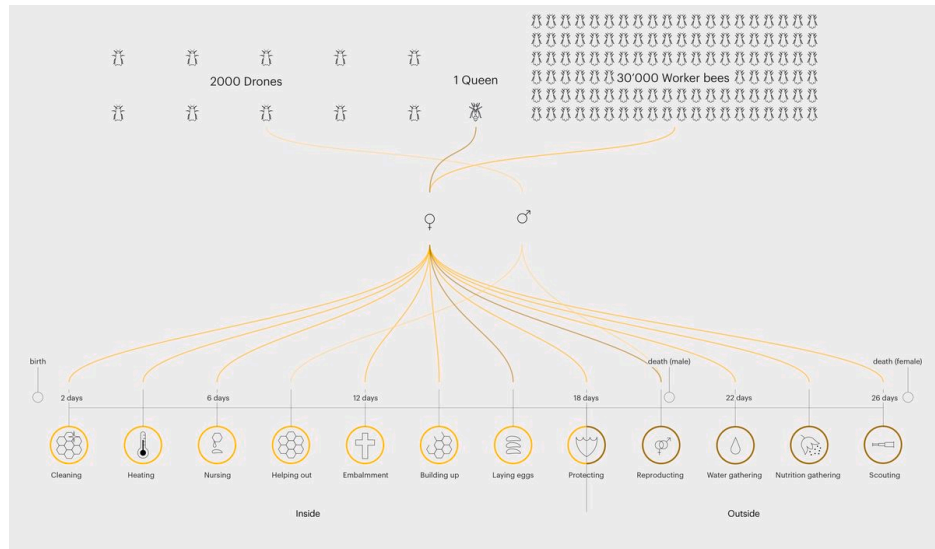 2000 Drones
1 Queen
30'000 Worker bees
♀
♂
birth
death (male)
death (female)
2 days
6 days
12 days
18 days
22 days
26 days
Cleaning
Heating
Nursing
Helping out
Embalmment
Building up
Laying eggs
Protecting
Reproducting
Water gathering
Nutrition gathering
Scouting
Inside
Outside